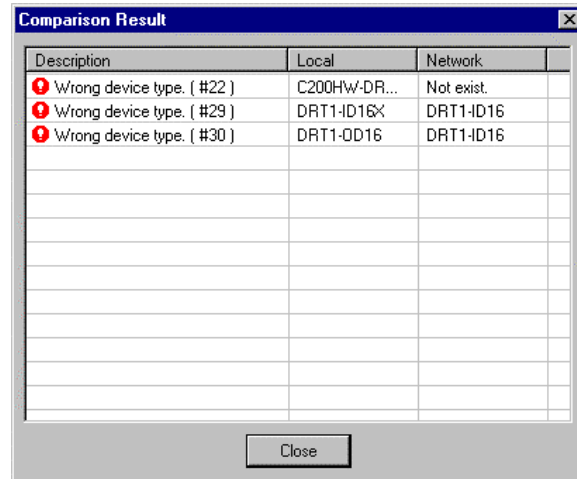 Comparison Result
Description Local Network
Wrong device type. ( #22 ) C200HW-DR... Not exist.
Wrong device type. ( #29 ) DRT1-ID16X DRT1-ID16
Wrong device type. ( #30 ) DRT1-OD16 DRT1-ID16
Close